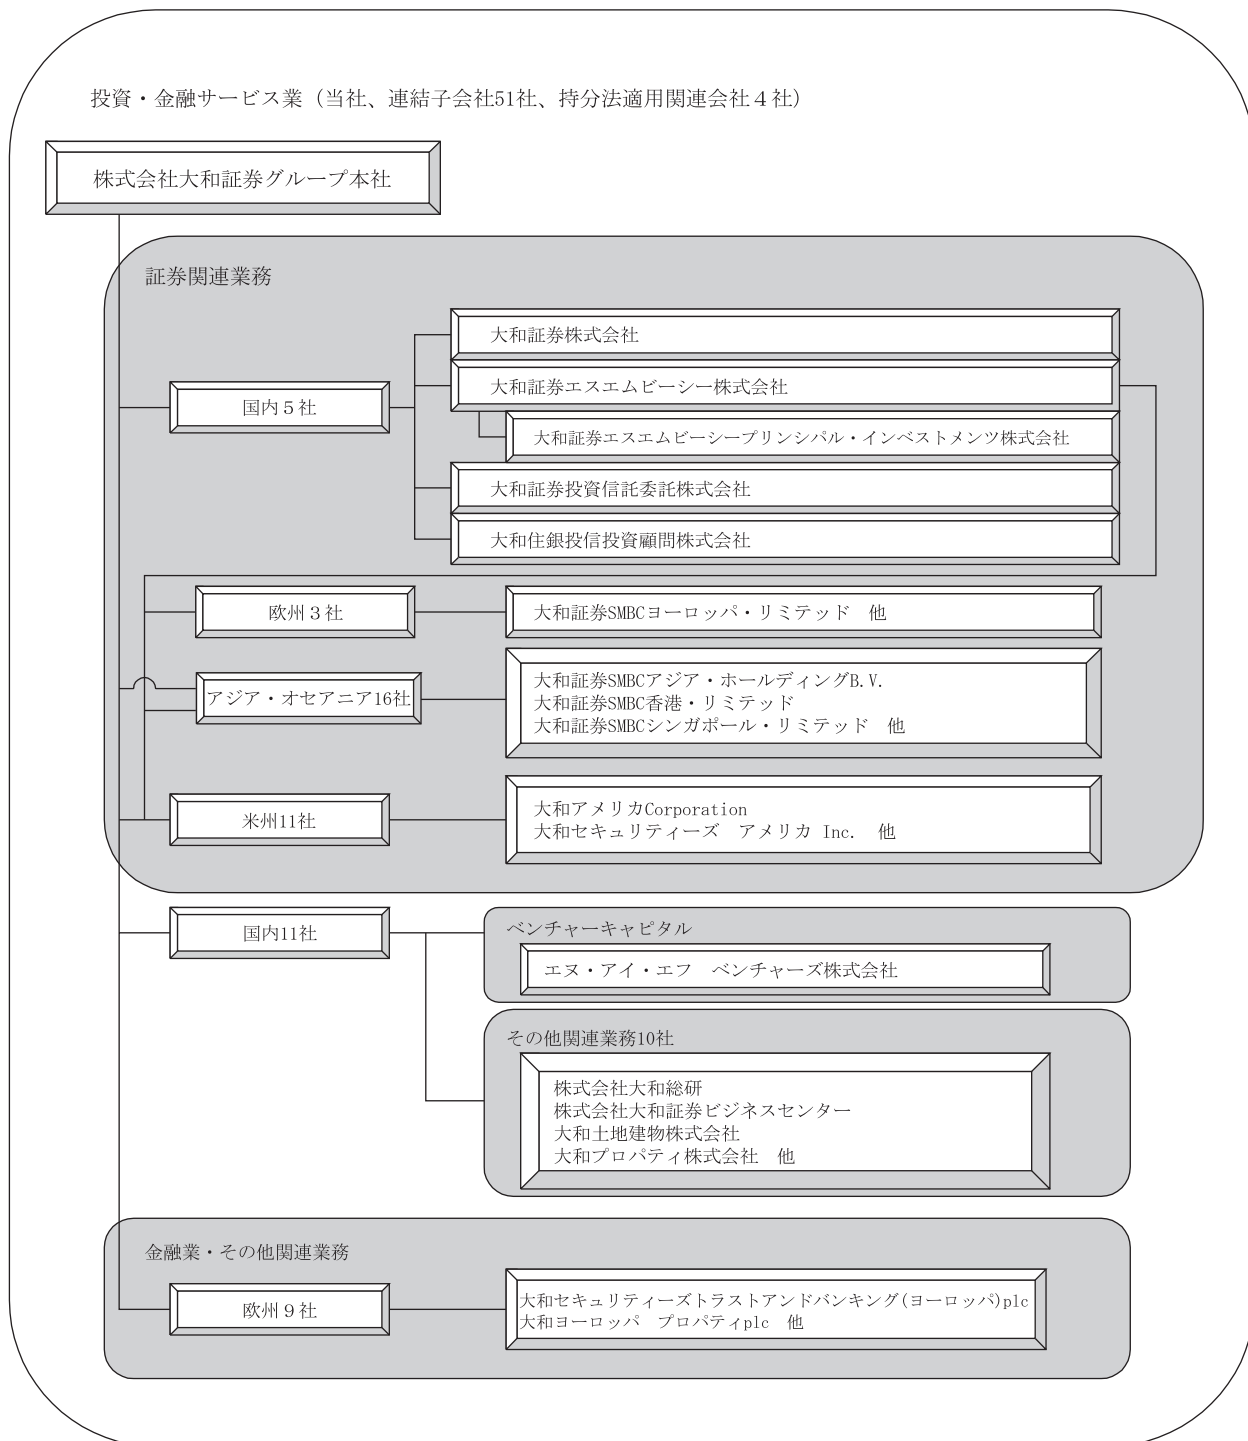 投資・金融サービス業（当社、連結子会社51社、持分法適用関連会社４社）
株式会社大和証券グループ本社
証券関連業務
国内５社
大和証券株式会社
大和証券エスエムビーシー株式会社
大和証券エスエムビーシープリンシパル・インベストメンツ株式会社
大和証券投資信託委託株式会社
大和住銀投信投資顧問株式会社
欧州３社
大和証券SMBCヨーロッパ・リミテッド　他
アジア・オセアニア16社
大和証券SMBCアジア・ホールディングB.V.
大和証券SMBC香港・リミテッド
大和証券SMBCシンガポール・リミテッド　他
米州11社
大和アメリカCorporation
大和セキュリティーズ　アメリカ Inc.　他
国内11社
ベンチャーキャピタル
エヌ・アイ・エフ　ベンチャーズ株式会社
その他関連業務10社
株式会社大和総研
株式会社大和証券ビジネスセンター
大和土地建物株式会社
大和プロパティ株式会社　他
金融業・その他関連業務
欧州９社
大和セキュリティーズトラストアンドバンキング(ヨーロッパ)plc
大和ヨーロッパ　プロパティplc　他